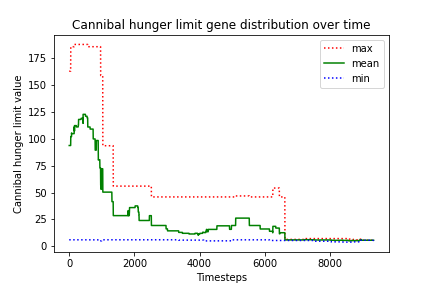 Cannibal hunger limit gene distribution over time
Cannibal hunger limit value
175
150
125
100
75
50
25
0
max
mean
min
0
2000
4000
6000
8000
Timesteps